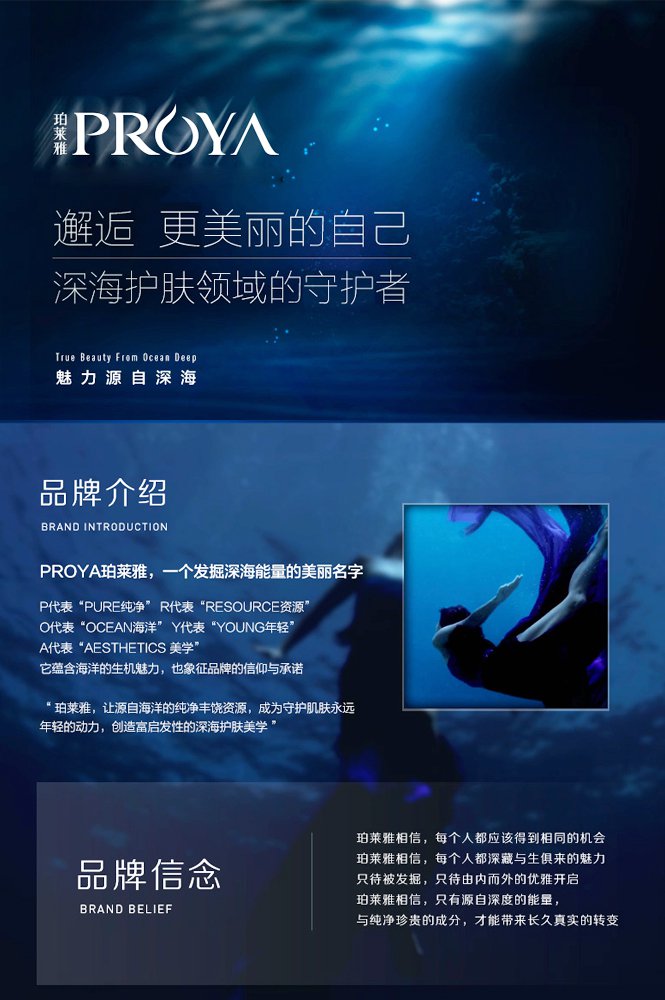 珀莱雅 PROYA
邂逅 更美丽的自己
深海护肤领域的守护者
True Beauty From Ocean Deep
魅力源自深海
品牌介绍
BRAND INTRODUCTION
PROYA珀莱雅，一个发掘深海能量的美丽名字
P代表“PURE纯净” R代表“RESOURCE资源”
O代表“OCEAN海洋” Y代表“YOUNG年轻”
A代表“AESTHETICS 美学”
它蕴含海洋的生机魅力，也象征品牌的信仰与承诺
“ 珀莱雅，让源自海洋的纯净丰饶资源，成为守护肌肤永远
年轻的动力，创造富启发性的深海护肤美学 ”
品牌信念
BRAND BELIEF
珀莱雅相信，每个人都应该得到相同的机会
珀莱雅相信，每个人都深藏与生俱来的魅力
只待被发掘，只待由内而外的优雅开启
珀莱雅相信，只有源自深度的能量，
与纯净珍贵的成分，才能带来长久真实的转变